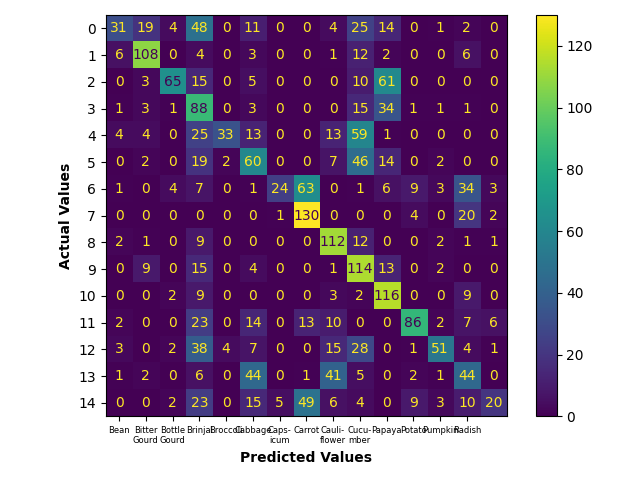 0 31 19 4 48 0 11 0 0 4 25 14 0 1 2 0
1 6 108 0 4 0 3 0 0 1 12 2 0 0 6 0
2 0 3 65 15 0 5 0 0 0 10 61 0 0 0 0
3 1 3 1 88 0 3 0 0 0 15 34 1 1 1 0
4 4 4 0 25 33 13 0 0 13 59 1 0 0 0 0
5 0 2 0 19 2 60 0 0 7 46 14 0 2 0 0
6 1 0 4 7 0 1 24 63 0 1 6 9 3 34 3
7 0 0 0 0 0 0 1 130 0 0 0 4 0 20 2
8 2 1 0 9 0 0 0 0 112 12 0 0 2 1 1
9 0 9 0 15 0 4 0 0 1 114 13 0 2 0 0
10 0 0 2 9 0 0 0 0 3 2 116 0 0 9 0
11 2 0 0 23 0 14 0 13 10 0 0 86 2 7 6
12 3 0 2 38 4 7 0 0 15 28 0 1 51 4 1
13 1 2 0 6 0 44 0 1 41 5 0 2 1 44 0
14 0 0 2 23 0 15 5 49 6 4 0 9 3 10 20
Bean Bitter Bottle Brinjal Broccoli Cabbage Caps- Carrot Cauli- Cucu- Papaya Potato Pumpkin Radish
Gourd Gourd icum flower mber
Predicted Values
Actual Values
120
100
80
60
40
20
0